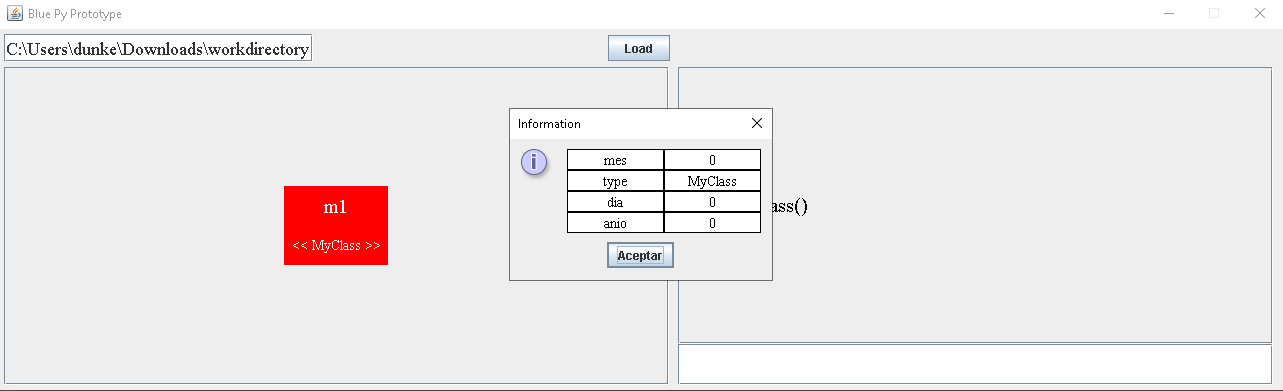 Blue Py Prototype
C:\Users\dunke\Downloads\workdirectory
Load
m1
<< MyClass >>
Information
mes 0
type MyClass
dia 0
anio 0
Aceptar
ass()